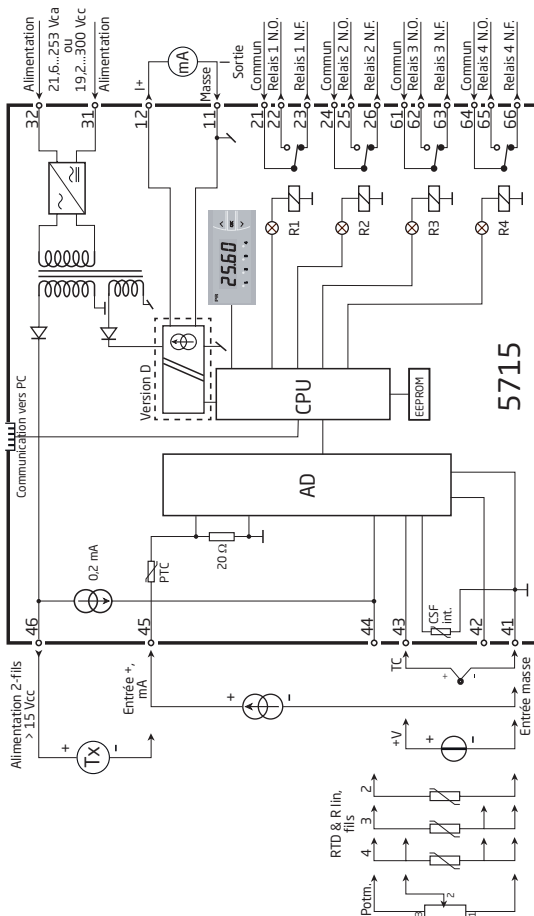 Alimentation
21,6...253 Vca
ou
19,2...300 Vcc
Alimentation
I+
mA
I
Masse
Sortie
Commun
Relais 1 N.O.
Relais 1 N.F.
Commun
Relais 2 N.O.
Relais 2 N.F.
Commun
Relais 3 N.O.
Relais 3 N.F.
Commun
Relais 4 N.O.
Relais 4 N.F.
32
31
12
11
21
22
23
24
25
26
61
62
63
64
65
66
R1
R2
R3
R4
25.60
Version D
Communication vers PC
CPU
EEPROM
5715
AD
0,2 mA
PTC
20 Ω
CSF
int.
46
45
44
43
42
41
Alimentation 2-fils
> 15 Vcc
+
Tx
-
Entrée +,
mA
+
-
TC
+
-
+V
+
-
Entrée masse
RTD & R lin,
fils
2
3
4
Potm.
3
2
1